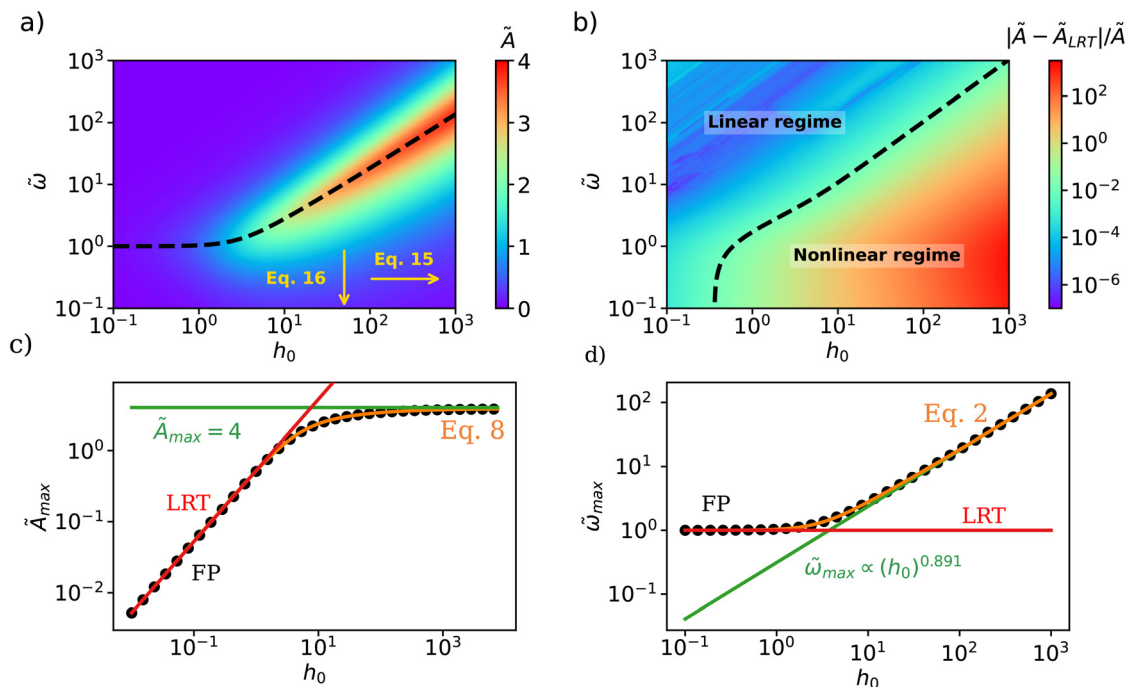 a)
Ã
10³
10²
10¹
10⁰
10⁻¹
ω̃
Eq. 16
Eq. 15
10⁻¹ 10⁰ 10¹ 10² 10³
h₀
4
3
2
1
0
b)
|Ã − Ã_LRT|/Ã
10³
10²
10¹
10⁰
10⁻¹
ω̃
Linear regime
Nonlinear regime
10⁻¹ 10⁰ 10¹ 10² 10³
h₀
10²
10⁰
10⁻²
10⁻⁴
10⁻⁶
c)
Ã_max
10⁰
10⁻¹
10⁻²
Ã_max = 4
Eq. 8
LRT
FP
10⁻¹ 10¹ 10³
h₀
d)
ω̃_max
10²
10¹
10⁰
10⁻¹
Eq. 2
FP
LRT
ω̃_max ∝ (h₀)^0.891
10⁻¹ 10⁰ 10¹ 10² 10³
h₀